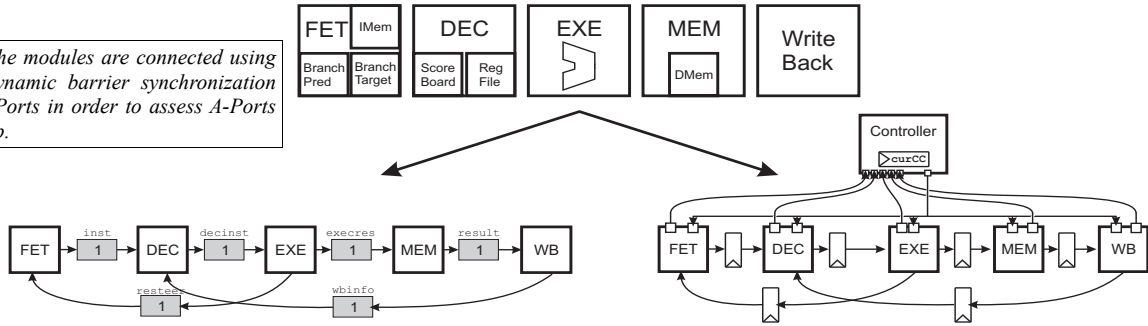 FET
IMem
Branch
Pred
Branch
Target
DEC
Score
Board
Reg
File
EXE
MEM
DMem
Write
Back
he modules are connected using
ynamic barrier synchronization
Ports in order to assess A-Ports
p.
Controller
curCC
FET
inst
1
DEC
decinst
1
EXE
execres
1
MEM
result
1
WB
resteer
1
wbinfo
1
FET
DEC
EXE
MEM
WB